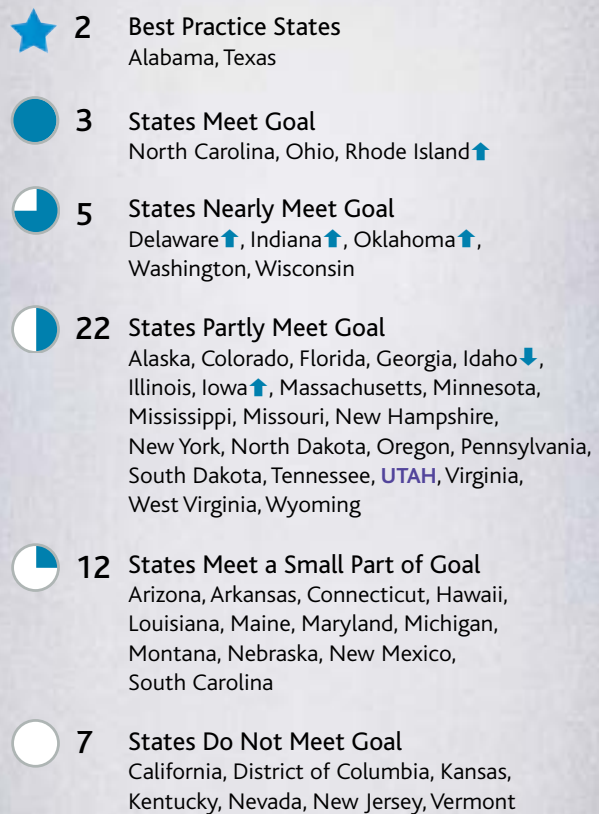 2 Best Practice States
Alabama, Texas
3 States Meet Goal
North Carolina, Ohio, Rhode Island⬆
5 States Nearly Meet Goal
Delaware⬆, Indiana⬆, Oklahoma⬆,
Washington, Wisconsin
22 States Partly Meet Goal
Alaska, Colorado, Florida, Georgia, Idaho⬇,
Illinois, Iowa⬆, Massachusetts, Minnesota,
Mississippi, Missouri, New Hampshire,
New York, North Dakota, Oregon, Pennsylvania,
South Dakota, Tennessee, UTAH, Virginia,
West Virginia, Wyoming
12 States Meet a Small Part of Goal
Arizona, Arkansas, Connecticut, Hawaii,
Louisiana, Maine, Maryland, Michigan,
Montana, Nebraska, New Mexico,
South Carolina
7 States Do Not Meet Goal
California, District of Columbia, Kansas,
Kentucky, Nevada, New Jersey, Vermont